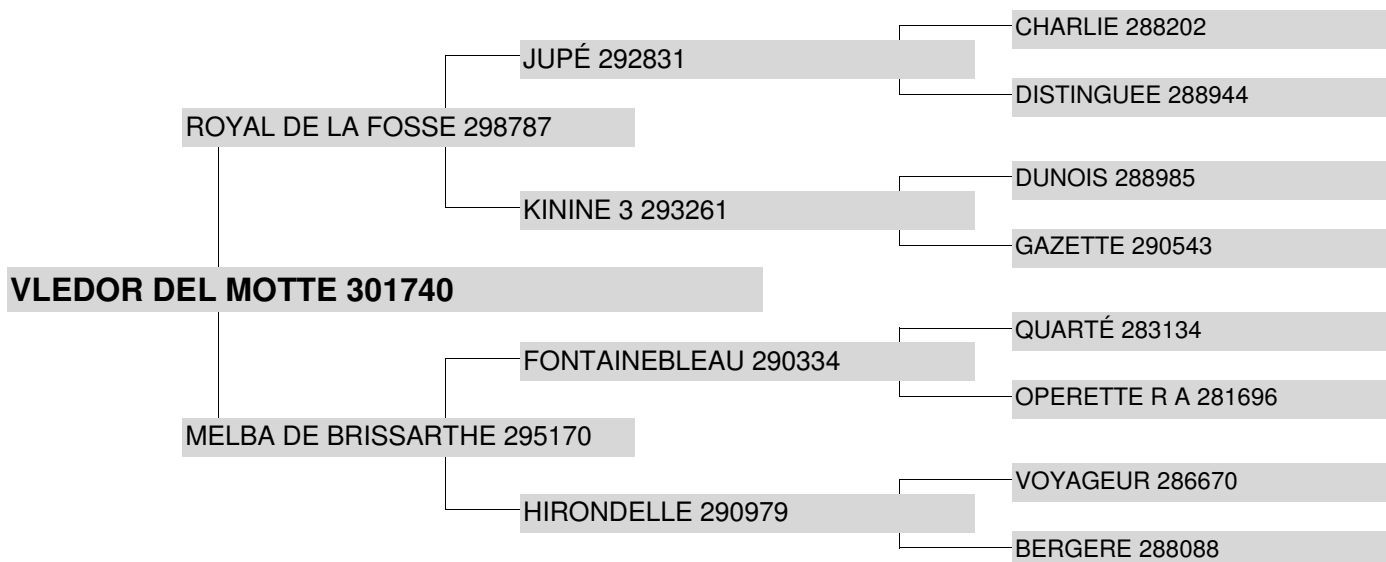 CHARLIE 288202
JUPÉ 292831
DISTINGUEE 288944
ROYAL DE LA FOSSE 298787
DUNOIS 288985
KININE 3 293261
GAZETTE 290543
VLEDOR DEL MOTTE 301740
QUARTÉ 283134
FONTAINEBLEAU 290334
OPERETTE R A 281696
MELBA DE BRISSARTHE 295170
VOYAGEUR 286670
HIRONDELLE 290979
BERGERE 288088